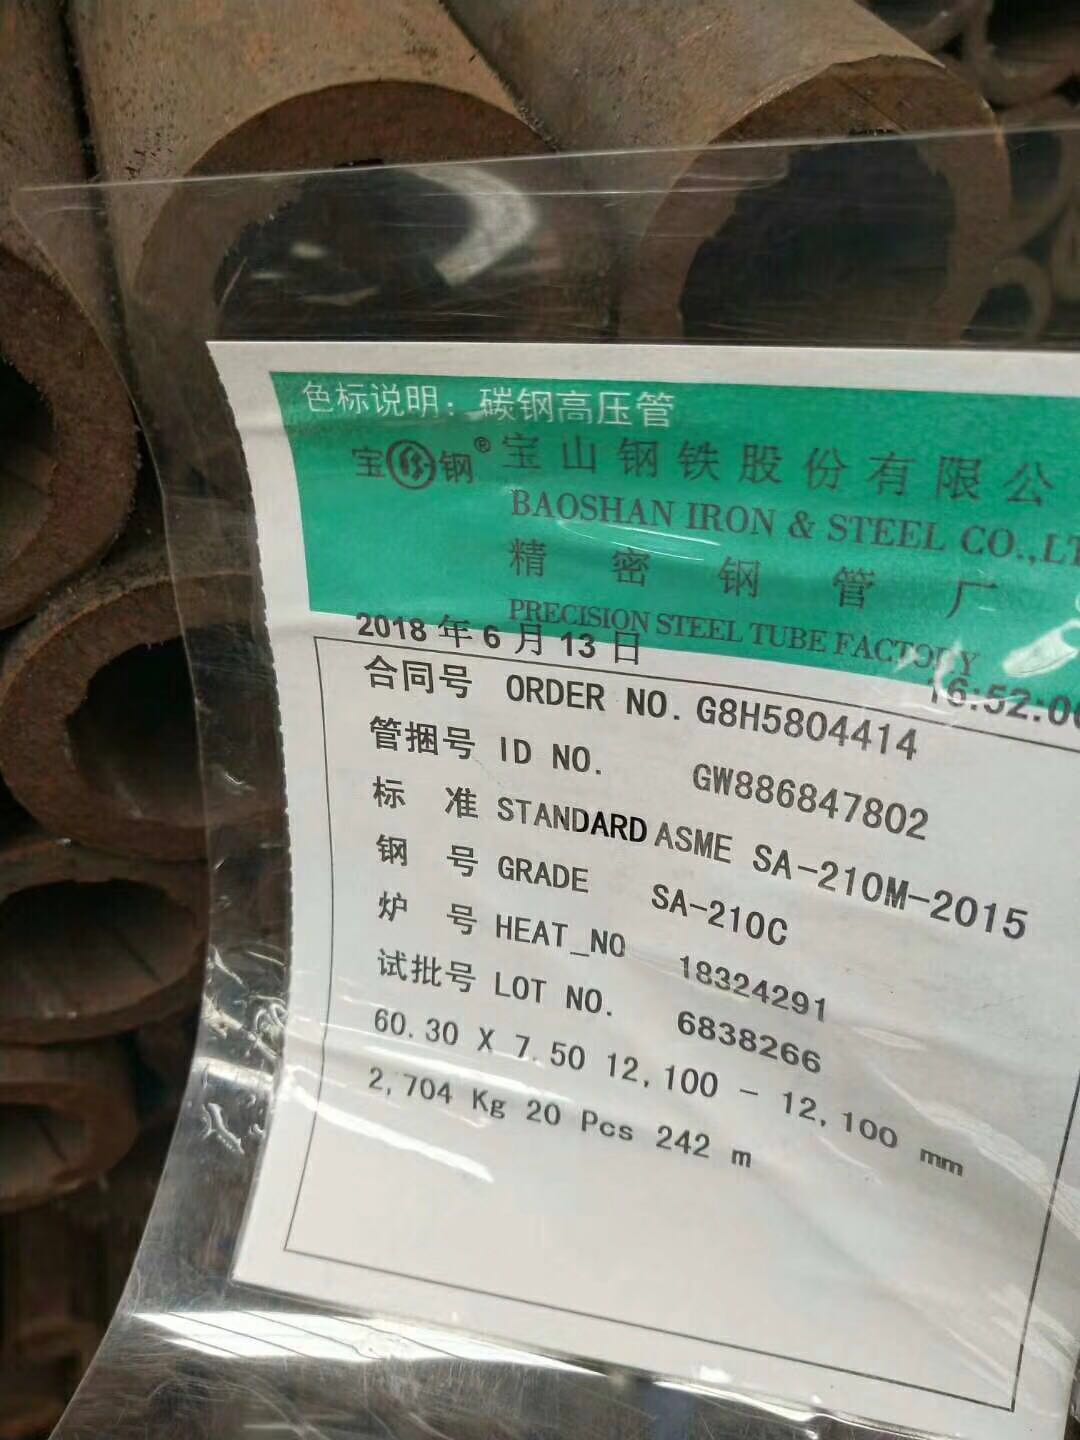 色标说明：碳钢高压管
宝钢® 宝山钢铁股份有限公
BAOSHAN IRON & STEEL CO.,LT
精密钢管厂
PRECISION STEEL TUBE FACTORY
2018 年 6 月 13 日 16:52:0
合同号 ORDER NO. G8H5804414
管捆号 ID NO. GW886847802
标 准 STANDARD ASME SA-210M-2015
钢 号 GRADE SA-210C
炉 号 HEAT_NO 18324291
试批号 LOT NO. 6838266
60.30 X 7.50 12,100 - 12,100 mm
2,704 Kg 20 Pcs 242 m